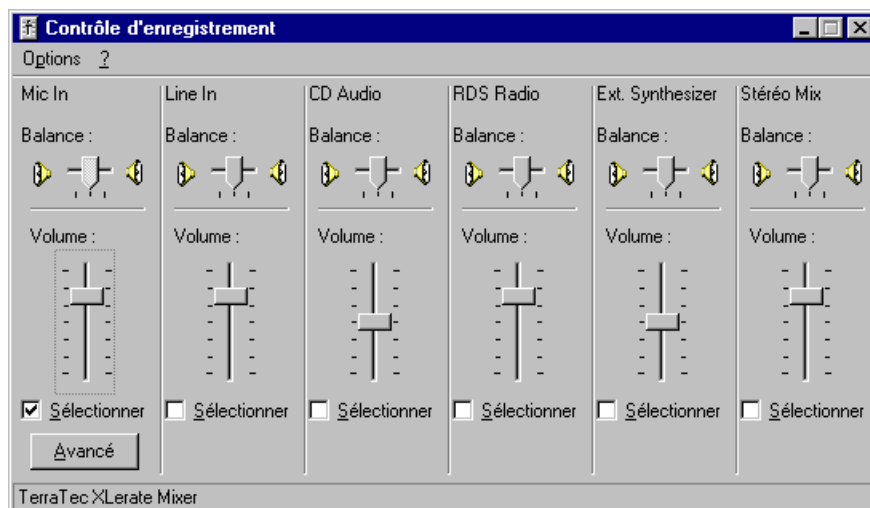 Contrôle d'enregistrement
Options ?
Mic In
Balance :
Volume :
Sélectionner
Avancé
Line In
Balance :
Volume :
Sélectionner
CD Audio
Balance :
Volume :
Sélectionner
RDS Radio
Balance :
Volume :
Sélectionner
Ext. Synthesizer
Balance :
Volume :
Sélectionner
Stéréo Mix
Balance :
Volume :
Sélectionner
TerraTec XLerate Mixer